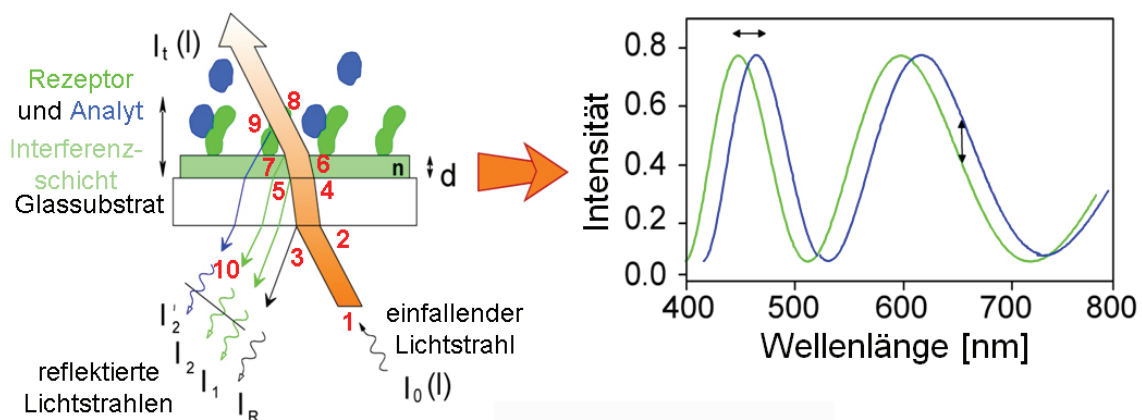 I_t (l)
Rezeptor
und Analyt
Interferenz-
schicht
Glassubstrat
8
9
7
6
n
d
5
4
3
2
10
1
I'_2
I_2
I_1
I_R
reflektierte
Lichtstrahlen
einfallender
Lichtstrahl
I_0 (l)
Intensität
0.8
0.6
0.4
0.2
0.0
400
500
600
700
800
Wellenlänge [nm]